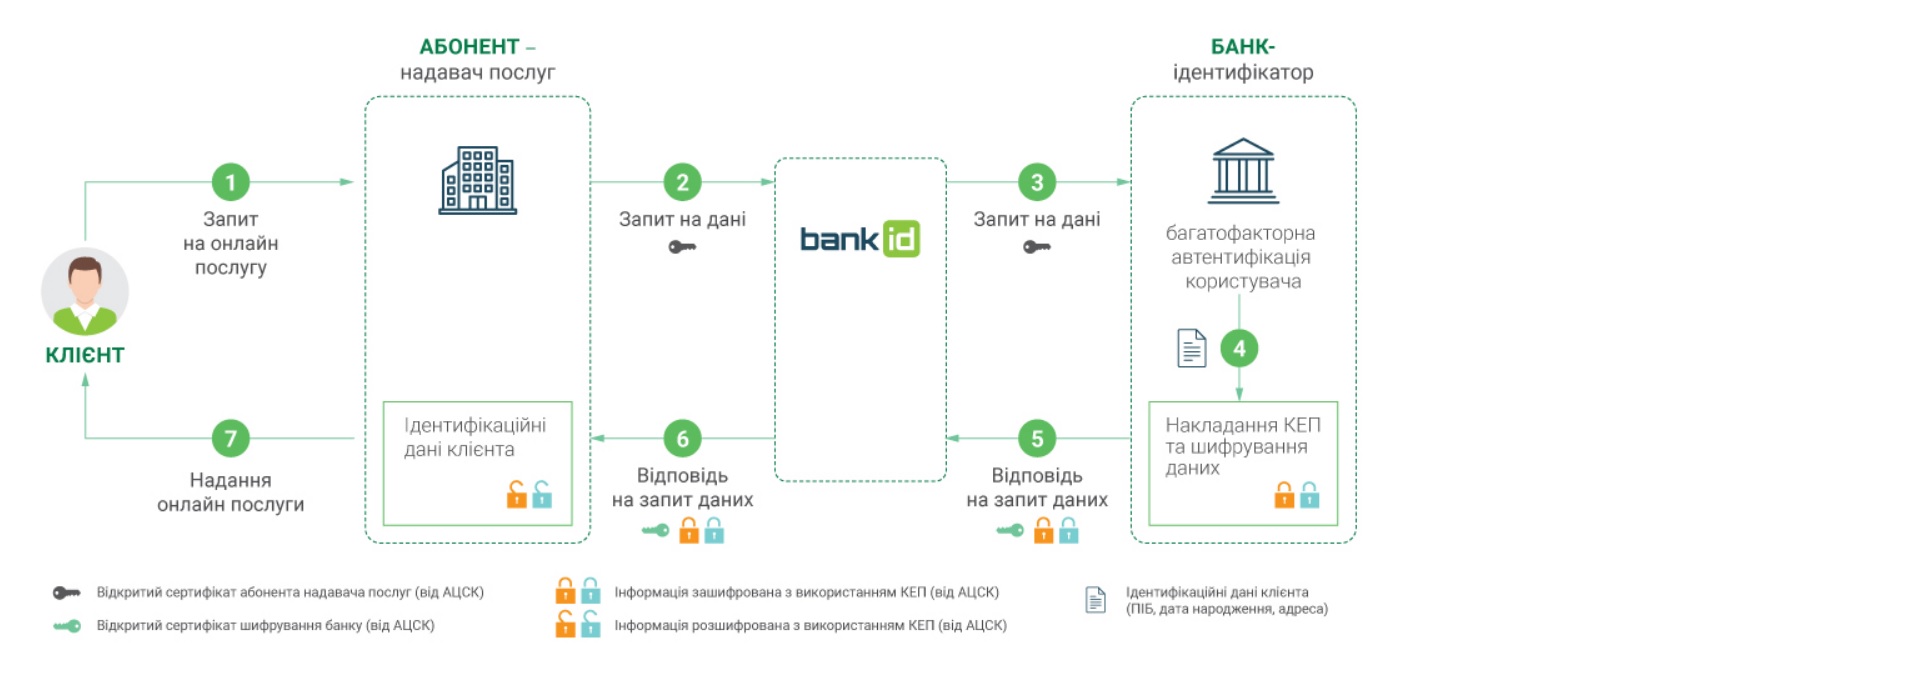 АБОНЕНТ –
надавач послуг
БАНК-
ідентифікатор
1
Запит
на онлайн
послугу
2
Запит на дані
bank id
3
Запит на дані
багатофакторна
автентифікація
користувача
4
КЛІЄНТ
7
Надання
онлайн послуги
Ідентифікаційні
дані клієнта
6
Відповідь
на запит даних
5
Відповідь
на запит даних
Накладання КЕП
та шифрування
даних
Відкритий сертифікат абонента надавача послуг (від АЦСК)
Відкритий сертифікат шифрування банку (від АЦСК)
Інформація зашифрована з використанням КЕП (від АЦСК)
Інформація розшифрована з використанням КЕП (від АЦСК)
Ідентифікаційні дані клієнта
(ПІБ, дата народження, адреса)